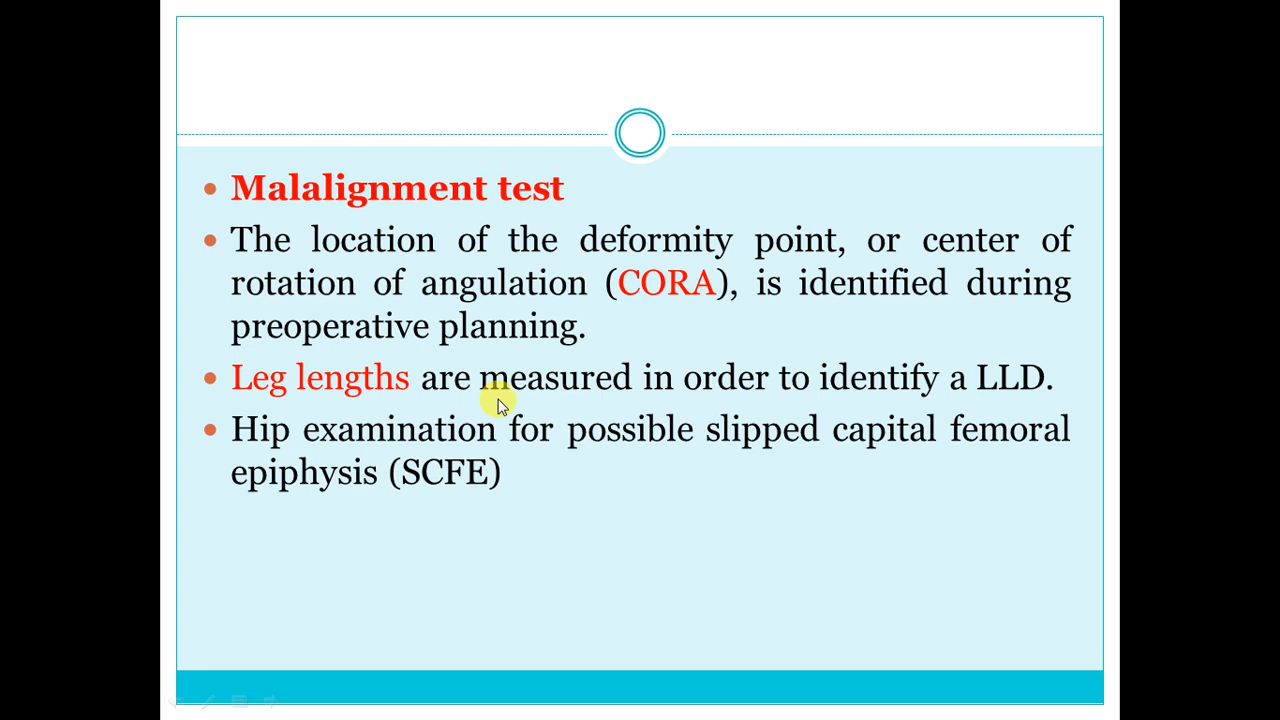 Malalignment test
The location of the deformity point, or center of
rotation of angulation (CORA), is identified during
preoperative planning.
Leg lengths are measured in order to identify a LLD.
Hip examination for possible slipped capital femoral
epiphysis (SCFE)